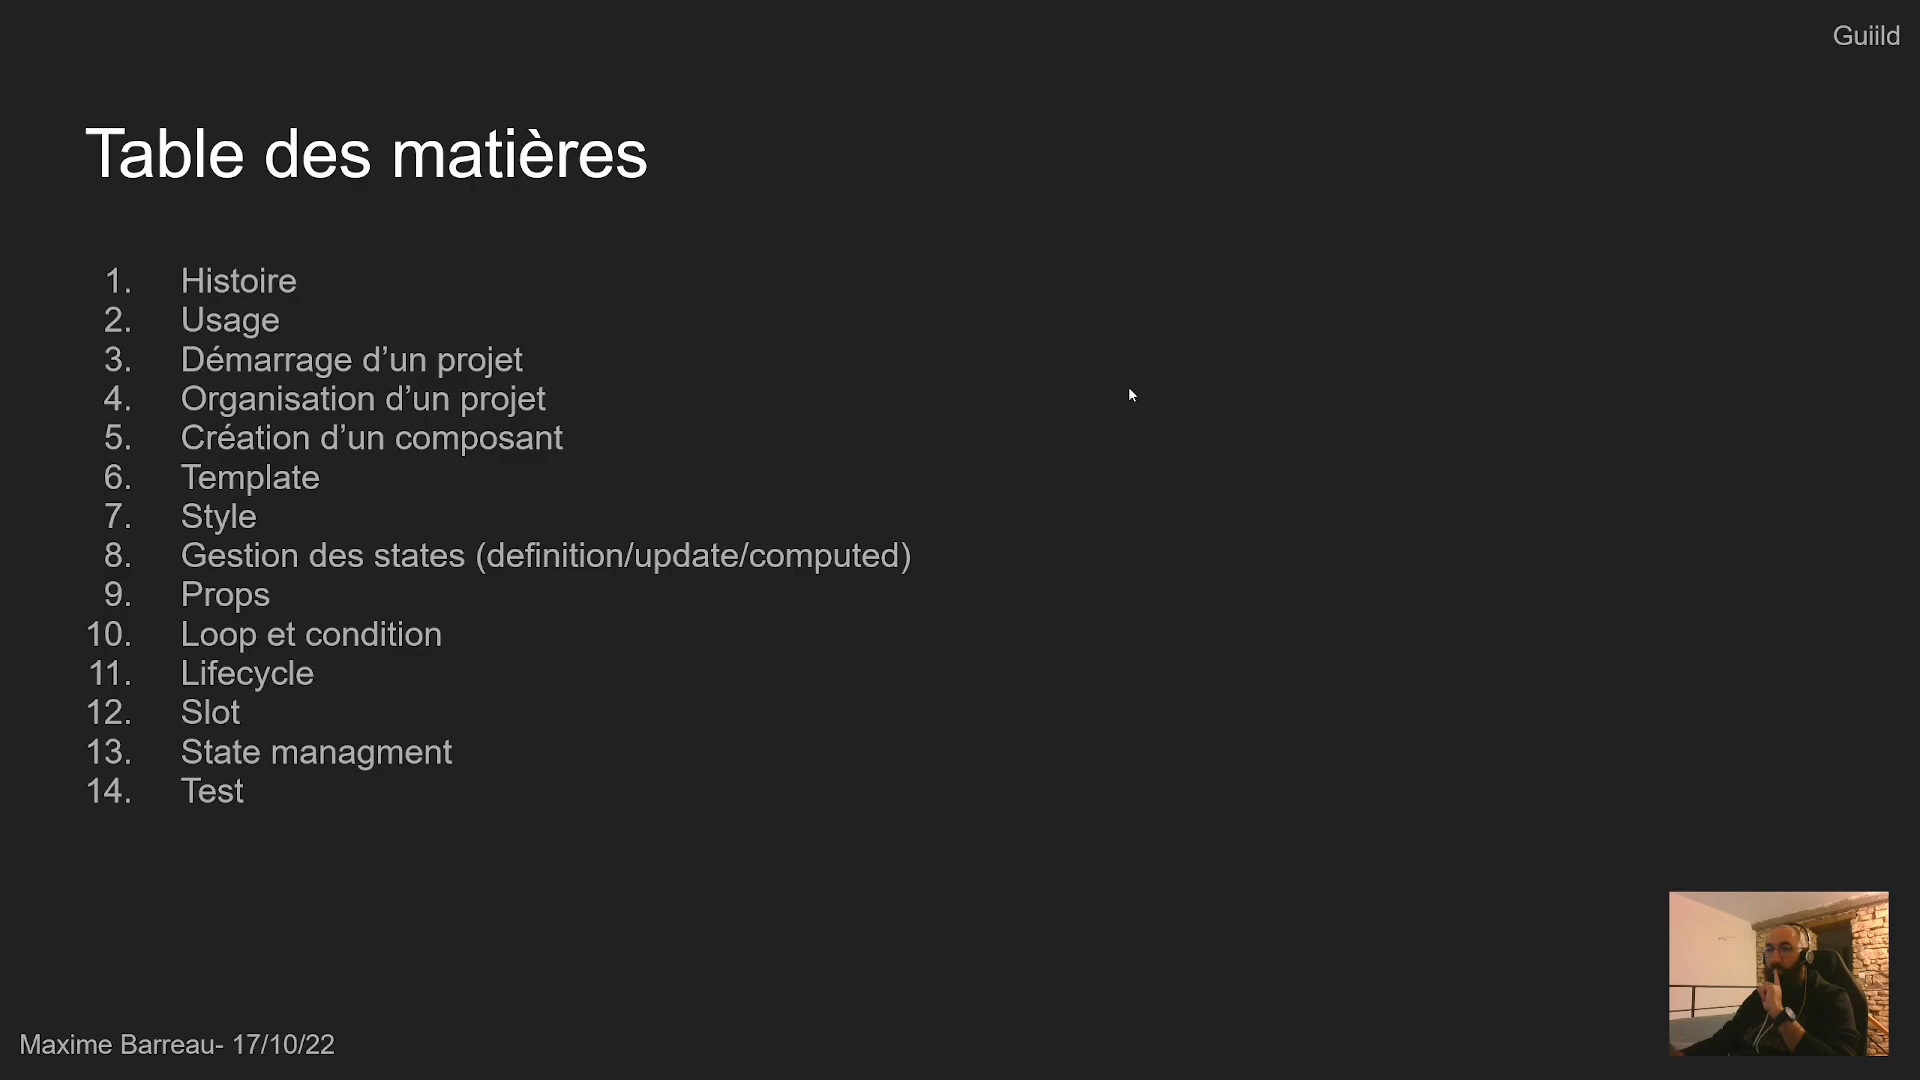 Guiild
Table des matières
1. Histoire
2. Usage
3. Démarrage d’un projet
4. Organisation d’un projet
5. Création d’un composant
6. Template
7. Style
8. Gestion des states (definition/update/computed)
9. Props
10. Loop et condition
11. Lifecycle
12. Slot
13. State managment
14. Test
Maxime Barreau- 17/10/22